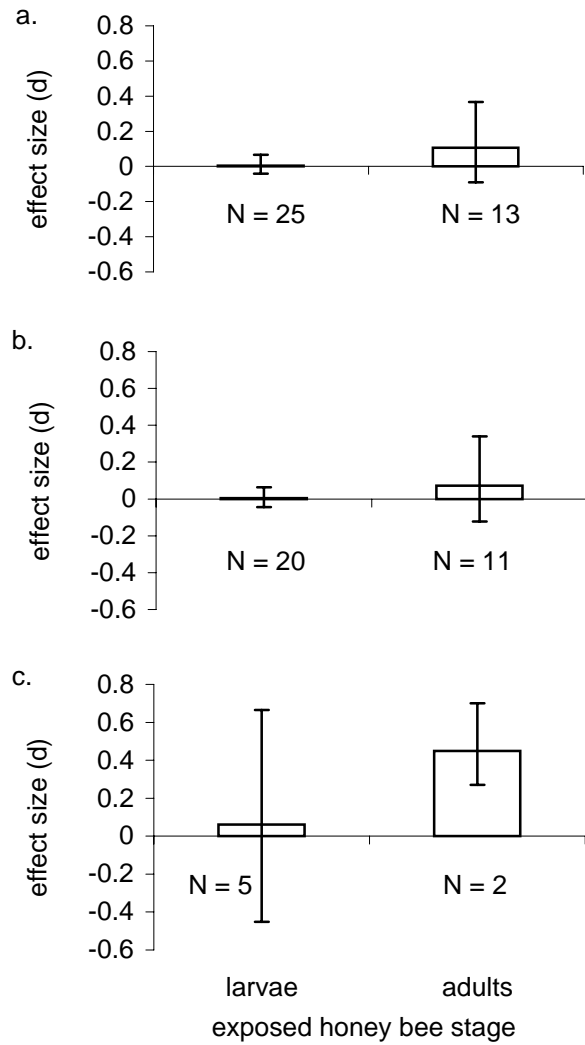 a.
effect size (d)
0.8
0.6
0.4
0.2
0
-0.2
-0.4
-0.6
N = 25
N = 13
b.
effect size (d)
0.8
0.6
0.4
0.2
0
-0.2
-0.4
-0.6
N = 20
N = 11
c.
effect size (d)
0.8
0.6
0.4
0.2
0
-0.2
-0.4
-0.6
N = 5
N = 2
larvae adults
exposed honey bee stage